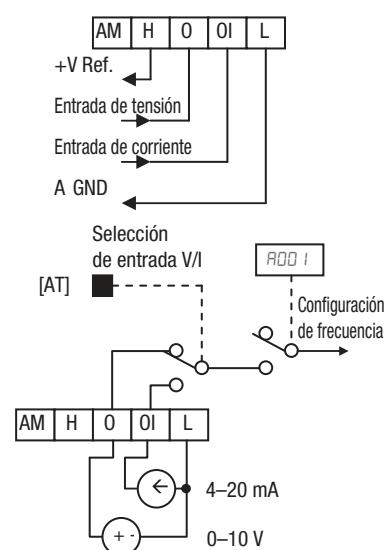 AM H O OI L
+V Ref.
Entrada de tensión
Entrada de corriente
A GND
Selección
de entrada V/I
[AT]
A001
Configuración
de frecuencia
AM H O OI L
4–20 mA
+ -
0–10 V